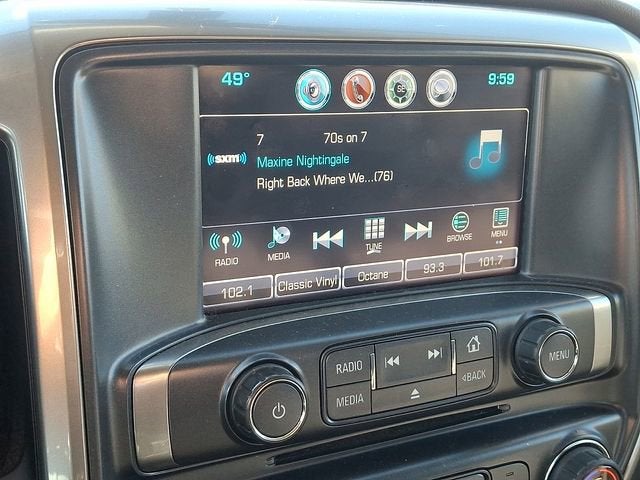 49°
SE
9:59
7 70s on 7
((sxm))
Maxine Nightingale
Right Back Where We...(76)
RADIO
MEDIA
TUNE
BROWSE
MENU
102.1
Classic Vinyl
Octane
93.3
101.7
RADIO
MEDIA
BACK
MENU